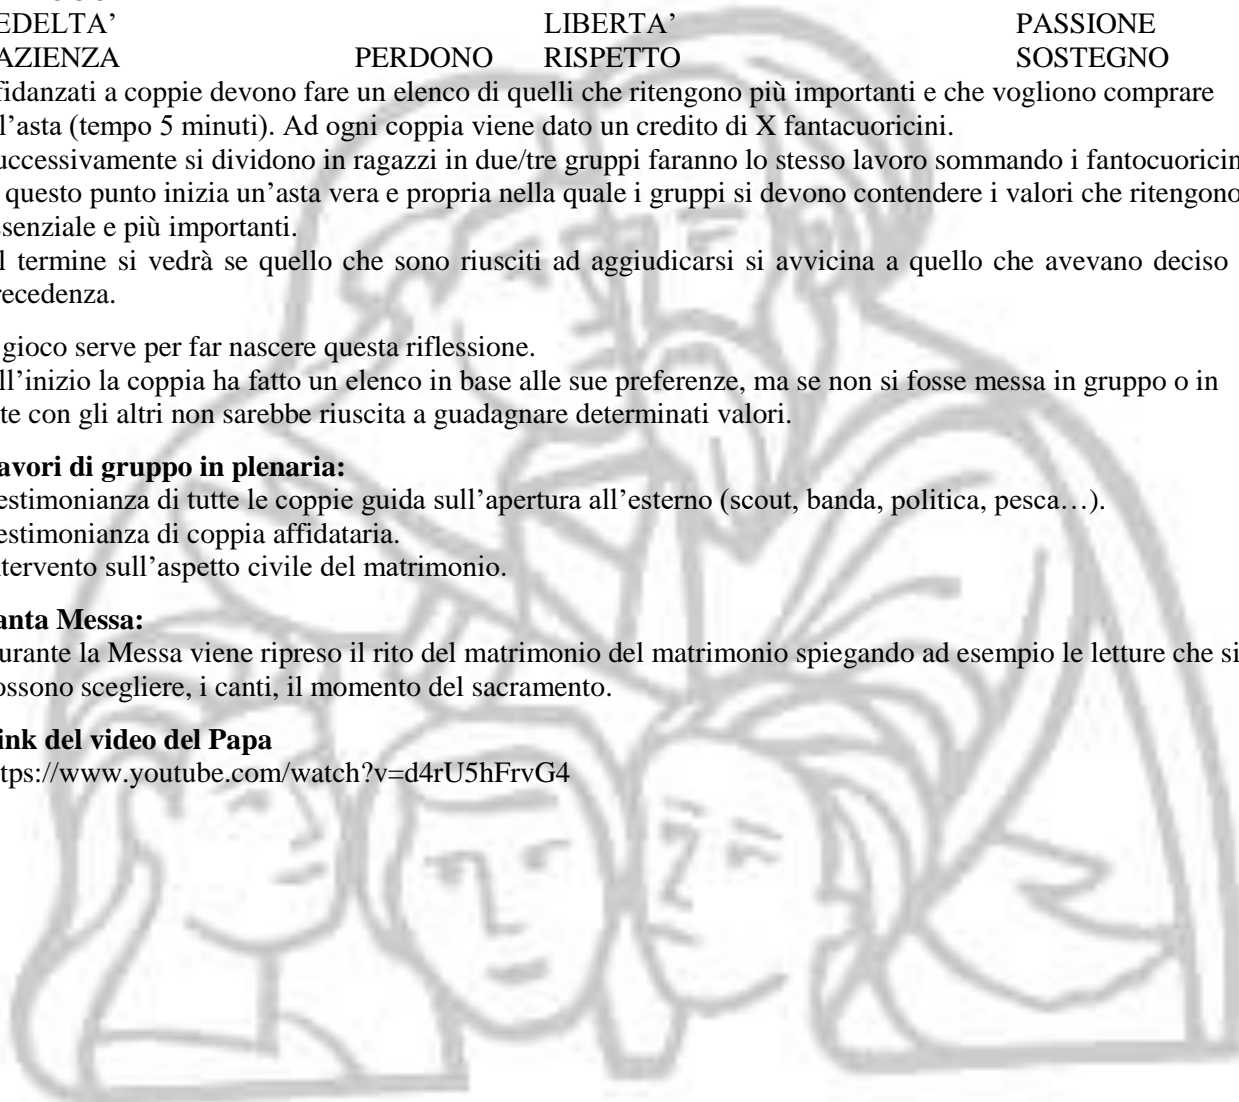 EDELTA’ LIBERTA’ PASSIONE
AZIENZA PERDONO RISPETTO SOSTEGNO
fidanzati a coppie devono fare un elenco di quelli che ritengono più importanti e che vogliono comprare
ll’asta (tempo 5 minuti). Ad ogni coppia viene dato un credito di X fantacuoricini.
uccessivamente si dividono in ragazzi in due/tre gruppi faranno lo stesso lavoro sommando i fantocuoricin
questo punto inizia un’asta vera e propria nella quale i gruppi si devono contendere i valori che ritengono
ssenziale e più importanti.
l termine si vedrà se quello che sono riusciti ad aggiudicarsi si avvicina a quello che avevano deciso
recedenza.
gioco serve per far nascere questa riflessione.
ll’inizio la coppia ha fatto un elenco in base alle sue preferenze, ma se non si fosse messa in gruppo o in
te con gli altri non sarebbe riuscita a guadagnare determinati valori.
avori di gruppo in plenaria:
estimonianza di tutte le coppie guida sull’apertura all’esterno (scout, banda, politica, pesca…).
estimonianza di coppia affidataria.
ntervento sull’aspetto civile del matrimonio.
anta Messa:
urante la Messa viene ripreso il rito del matrimonio del matrimonio spiegando ad esempio le letture che si
ossono scegliere, i canti, il momento del sacramento.
ink del video del Papa
tps://www.youtube.com/watch?v=d4rU5hFrvG4